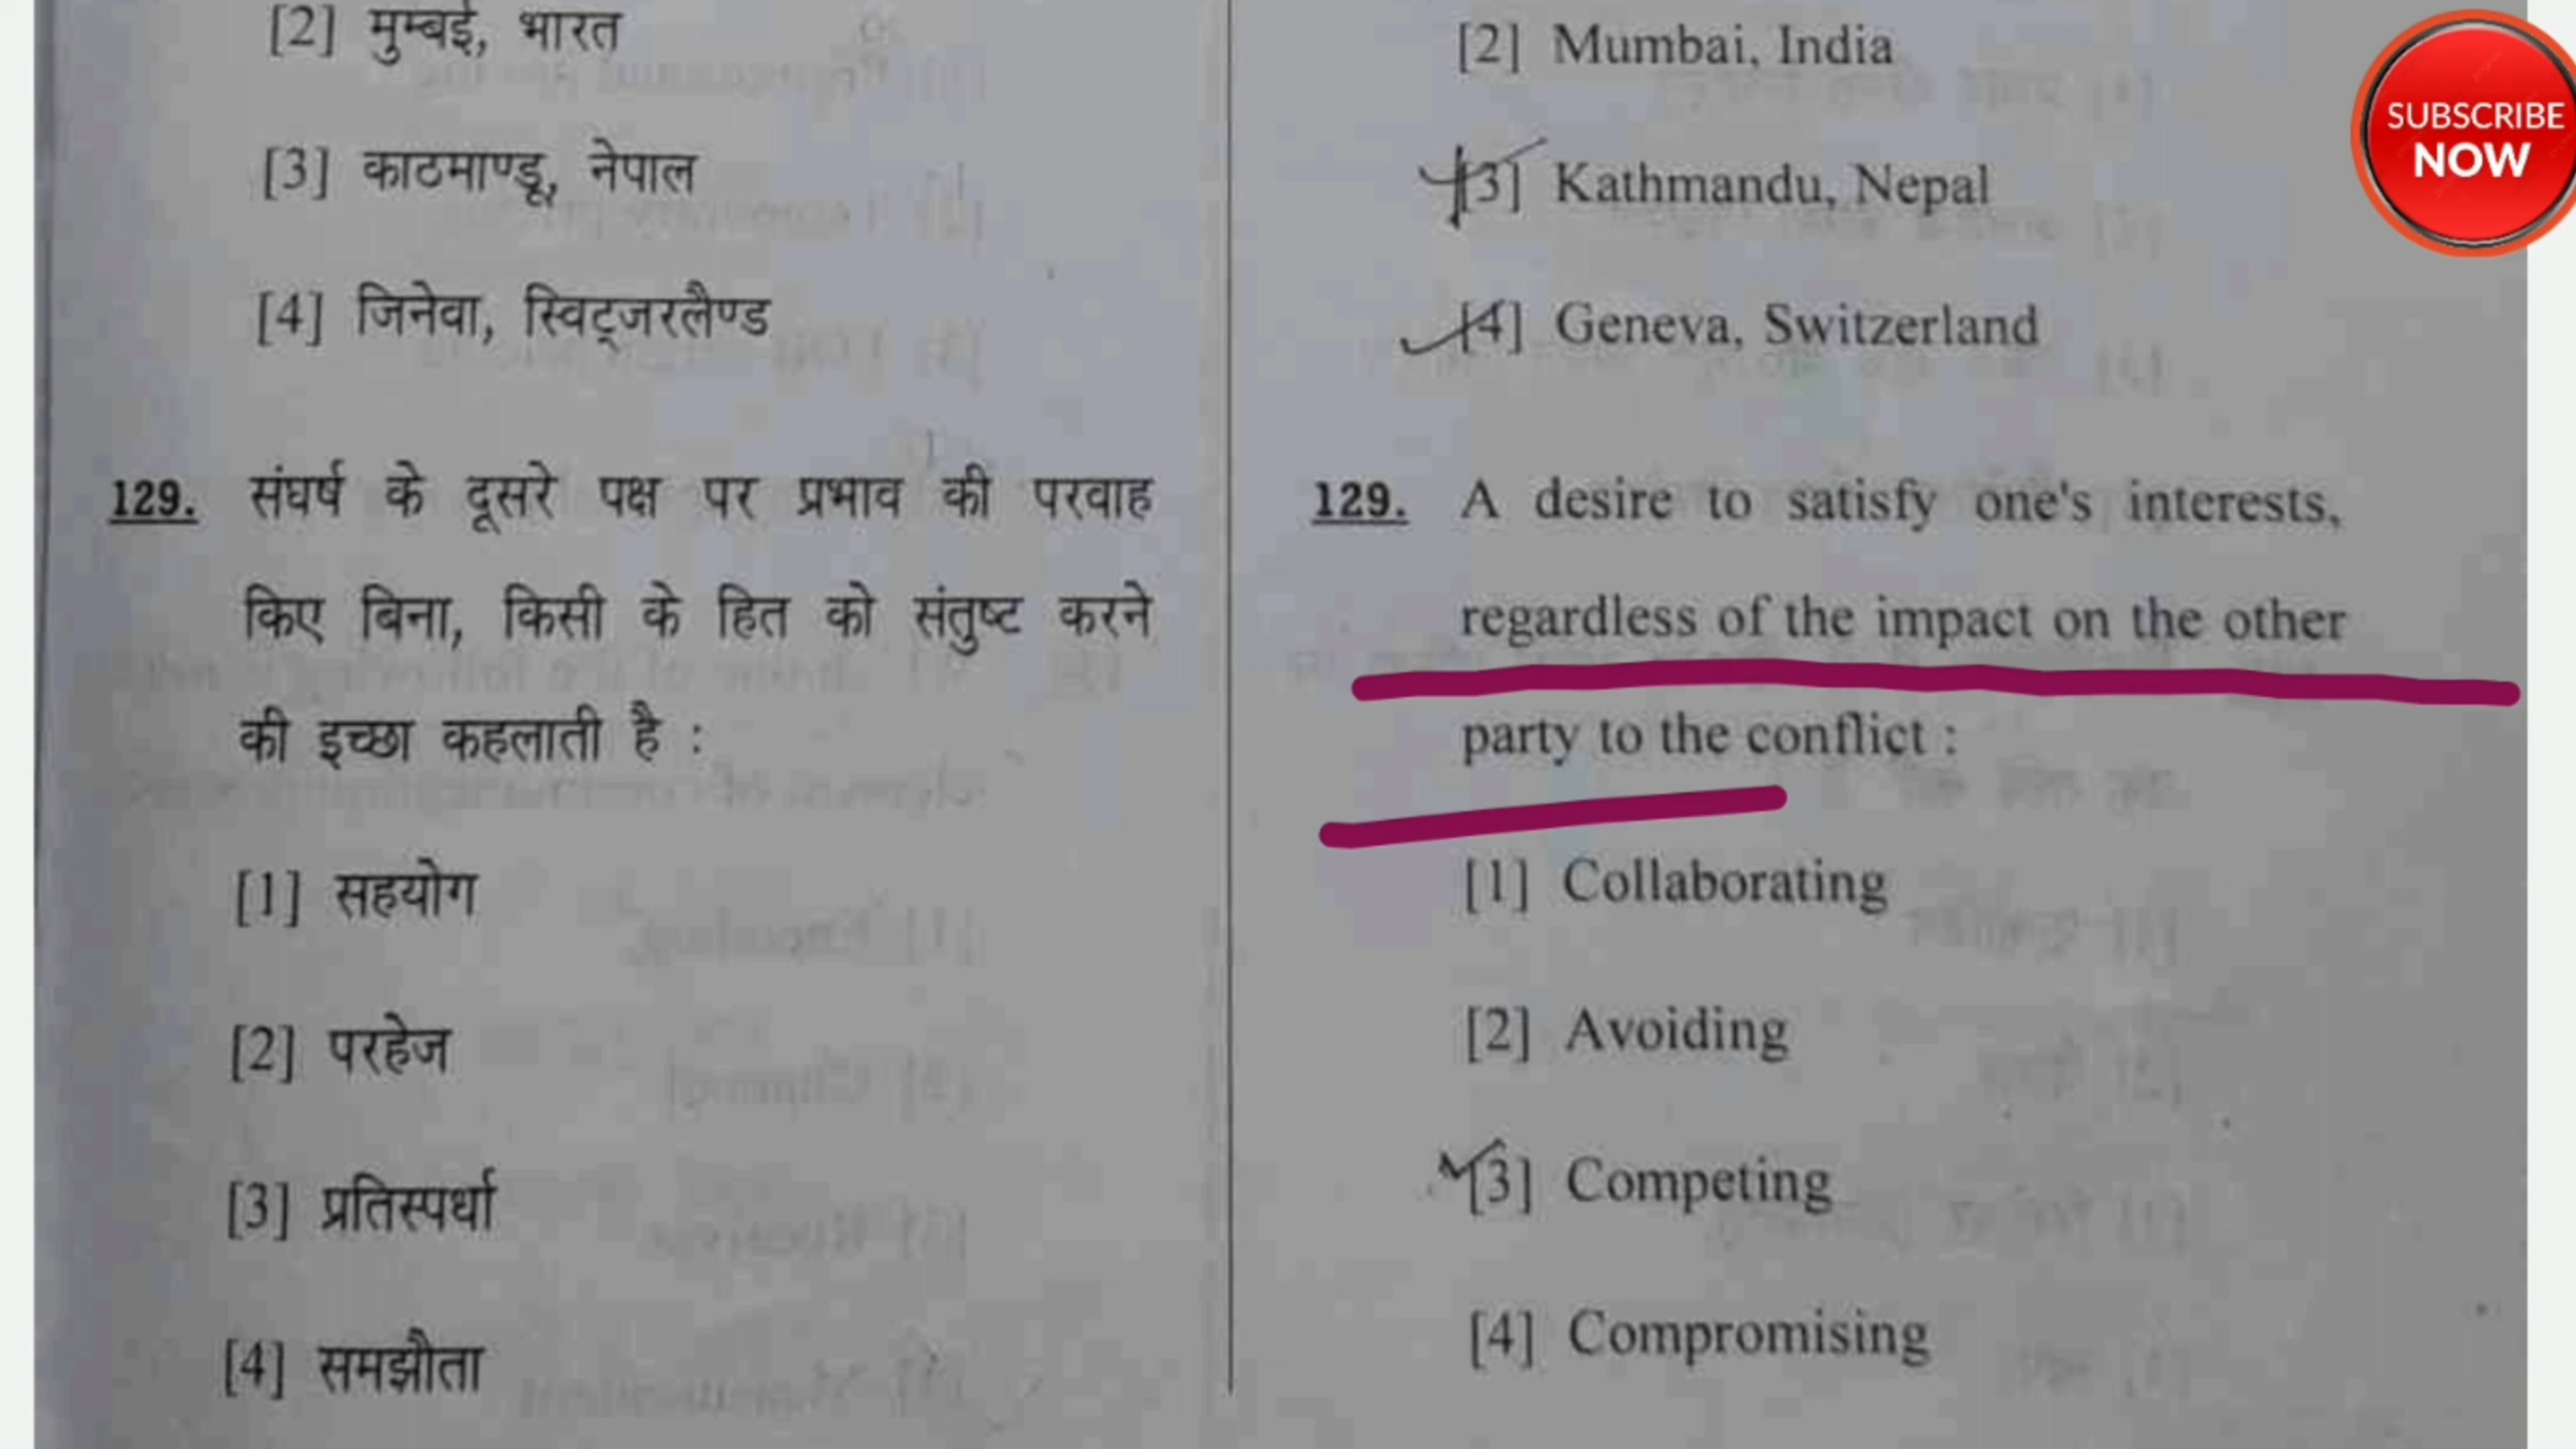 [2] मुम्बई, भारत
[3] काठमाण्डू, नेपाल
[4] जिनेवा, स्विट्जरलैण्ड
129. संघर्ष के दूसरे पक्ष पर प्रभाव की परवाह
किए बिना, किसी के हित को संतुष्ट करने
की इच्छा कहलाती है :
[1] सहयोग
[2] परहेज
[3] प्रतिस्पर्धा
[4] समझौता
[2] Mumbai, India
[3] Kathmandu, Nepal
[4] Geneva, Switzerland
129. A desire to satisfy one's interests,
regardless of the impact on the other
party to the conflict :
[1] Collaborating
[2] Avoiding
[3] Competing
[4] Compromising
SUBSCRIBE
NOW